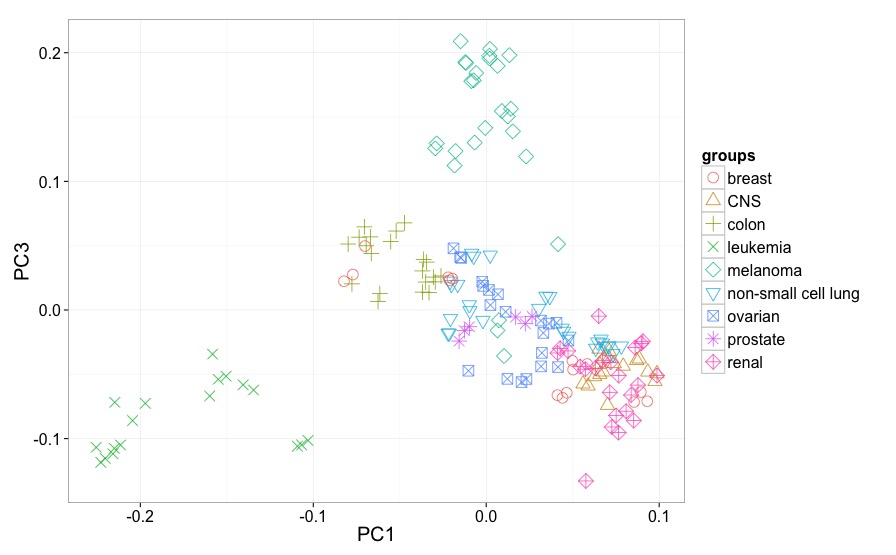 0.2
0.1
0.0
-0.1
PC3
-0.2
-0.1
0.0
0.1
PC1
groups
breast
CNS
colon
leukemia
melanoma
non-small cell lung
ovarian
prostate
renal